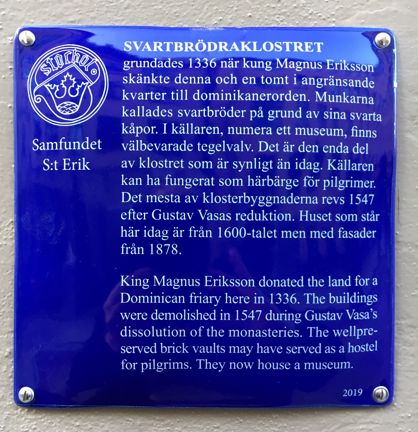 SVARTBRÖDRAKLOSTRET
grundades 1336 när kung Magnus Eriksson
skänkte denna och en tomt i angränsande
kvarter till dominikanerorden. Munkarna
kallades svartbröder på grund av sina svarta
kåpor. I källaren, numera ett museum, finns
välbevarade tegelvalv. Det är den enda del
av klostret som är synligt än idag. Källaren
kan ha fungerat som härbärge för pilgrimer.
Det mesta av klosterbyggnaderna revs 1547
efter Gustav Vasas reduktion. Huset som står
här idag är från 1600-talet men med fasader
från 1878.
King Magnus Eriksson donated the land for a
Dominican friary here in 1336. The buildings
were demolished in 1547 during Gustav Vasa's
dissolution of the monasteries. The wellpre-
served brick vaults may have served as a hostel
for pilgrims. They now house a museum.
2019
Samfundet
S:t Erik